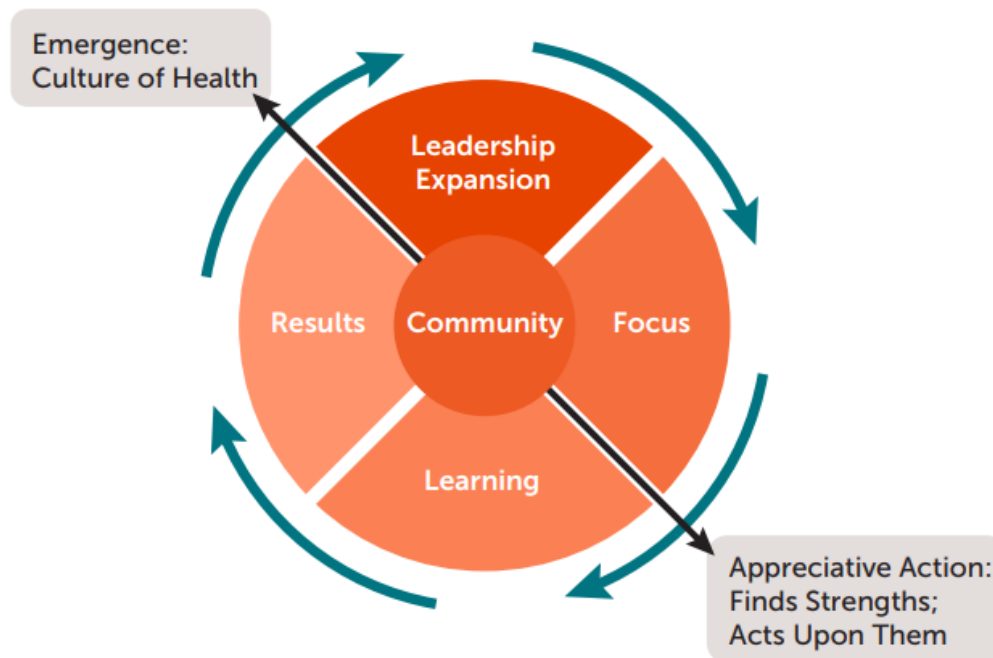 Emergence:
Culture of Health
Leadership
Expansion
Results
Community
Focus
Learning
Appreciative Action:
Finds Strengths;
Acts Upon Them